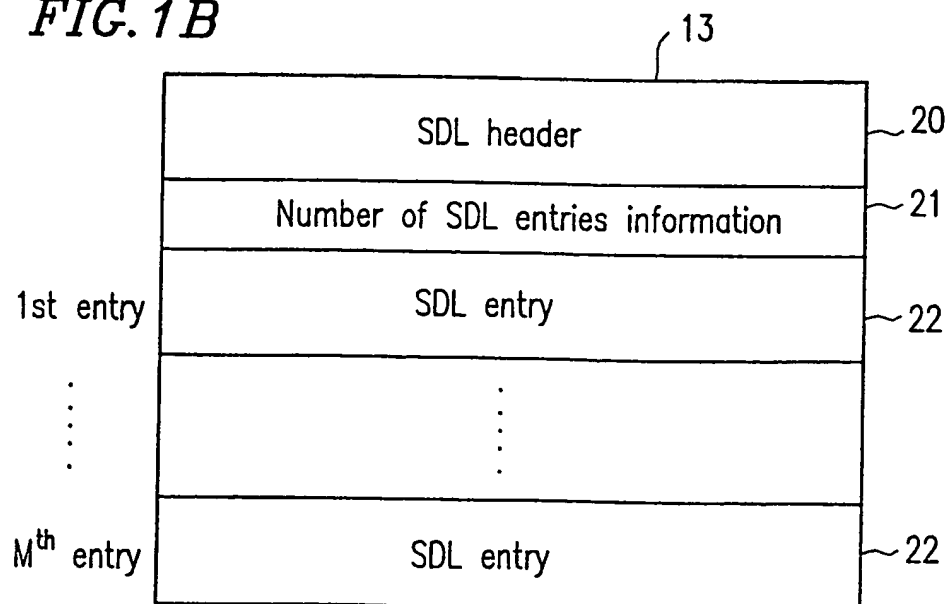 FIG. 1B
13
SDL header
20
Number of SDL entries information
21
1st entry
SDL entry
22
Mth entry
SDL entry
22